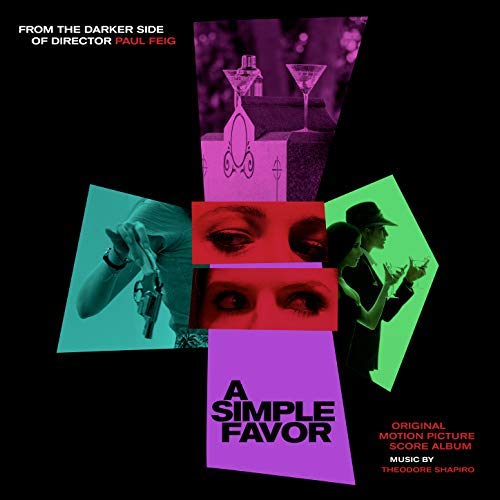 FROM THE DARKER SIDE
OF DIRECTOR PAUL FEIG
A
SIMPLE
FAVOR
ORIGINAL
MOTION PICTURE
SCORE ALBUM
MUSIC BY
THEODORE SHAPIRO